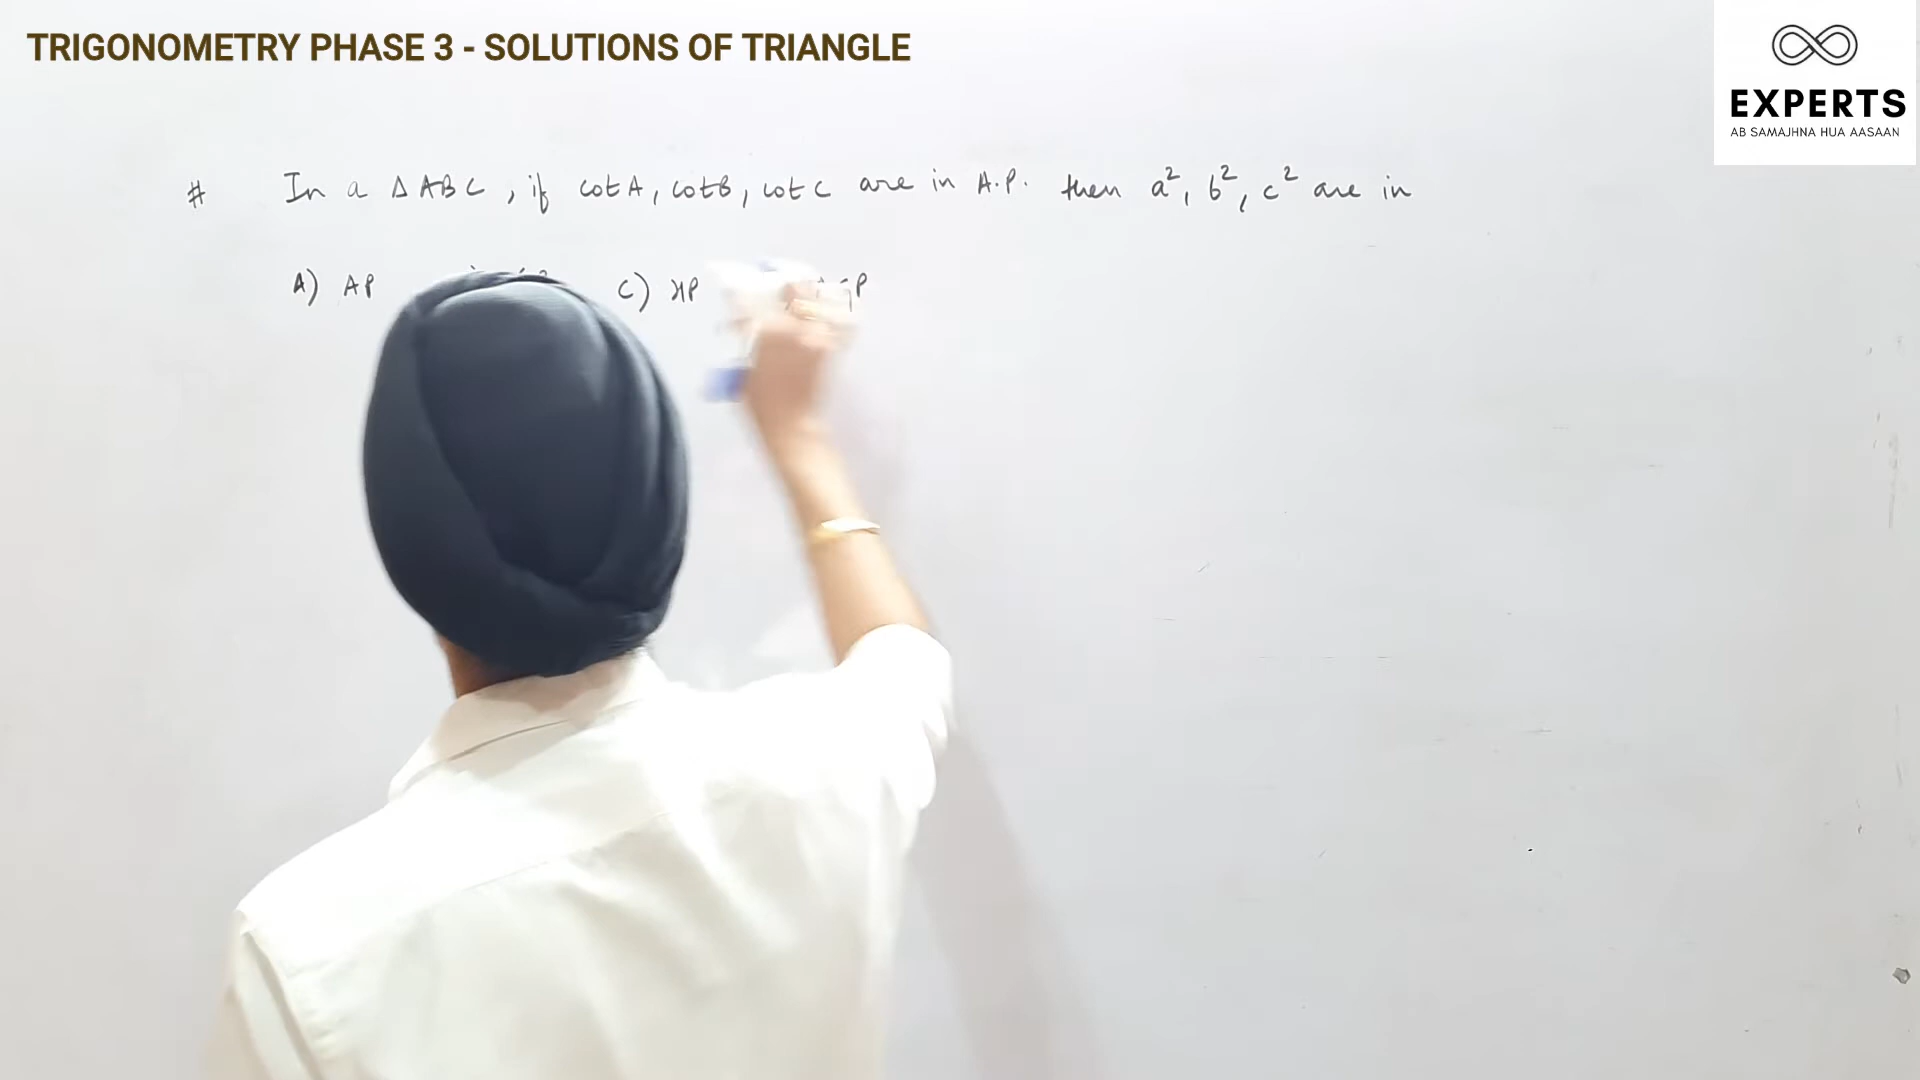 TRIGONOMETRY PHASE 3 - SOLUTIONS OF TRIANGLE
EXPERTS
AB SAMAJHNA HUA AASAAN
# In a Δ ABC, if cotA, cotB, cotC are in A.P. then a², b², c² are in
A) AP C) HP